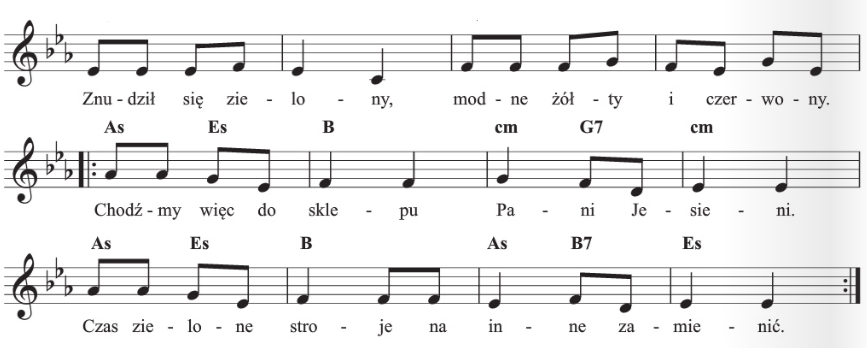 Znu - dził się zie - lo - ny, mod - ne żół - ty i czer - wo - ny.
As Es B cm G7 cm
Chodź - my więc do skle - pu Pa - ni Je - sie - ni.
As Es B As B7 Es
Czas zie - lo - ne stro - je na in - ne za - mie - nić.